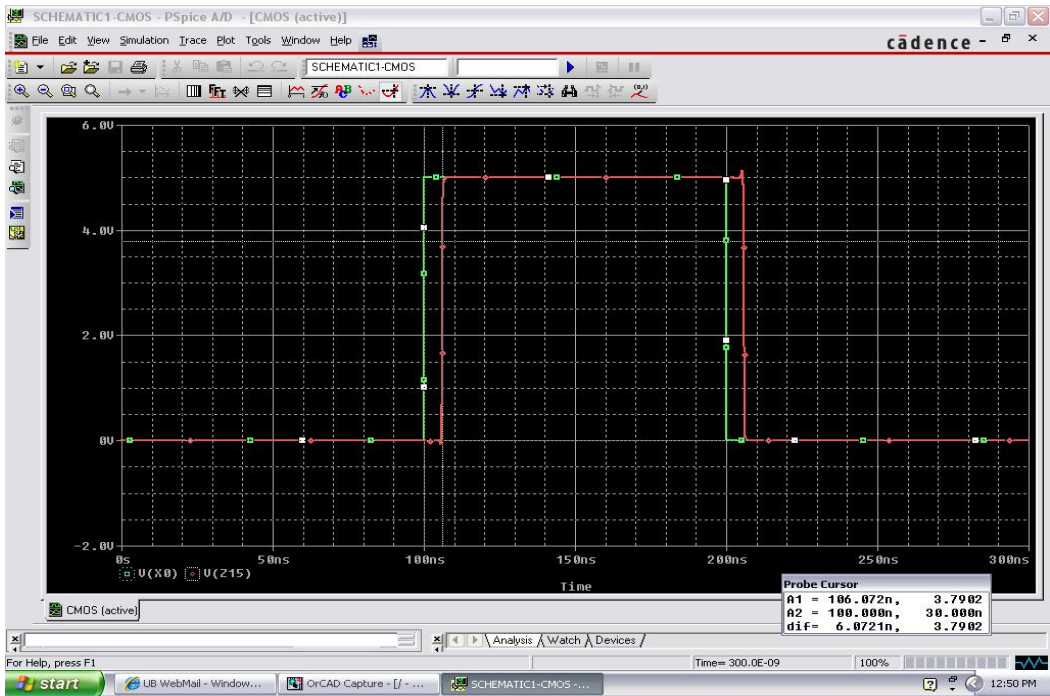 SCHEMATIC1-CMOS - PSpice A/D - [CMOS (active)]
File Edit View Simulation Trace Plot Tools Window Help
cādence
SCHEMATIC1-CMOS
6.0V
4.0V
2.0V
0V
-2.0V
0s 50ns 100ns 150ns 200ns 250ns 300ns
V(X0) V(Z15)
Time
Probe Cursor
A1 = 106.072n, 3.7902
A2 = 100.000n, 30.000n
dif= 6.0721n, 3.7902
CMOS (active)
Analysis Watch Devices
For Help, press F1
Time= 300.0E-09
100%
start
UB WebMail - Window...
OrCAD Capture - [/ - ...
SCHEMATIC1-CMOS -...
12:50 PM